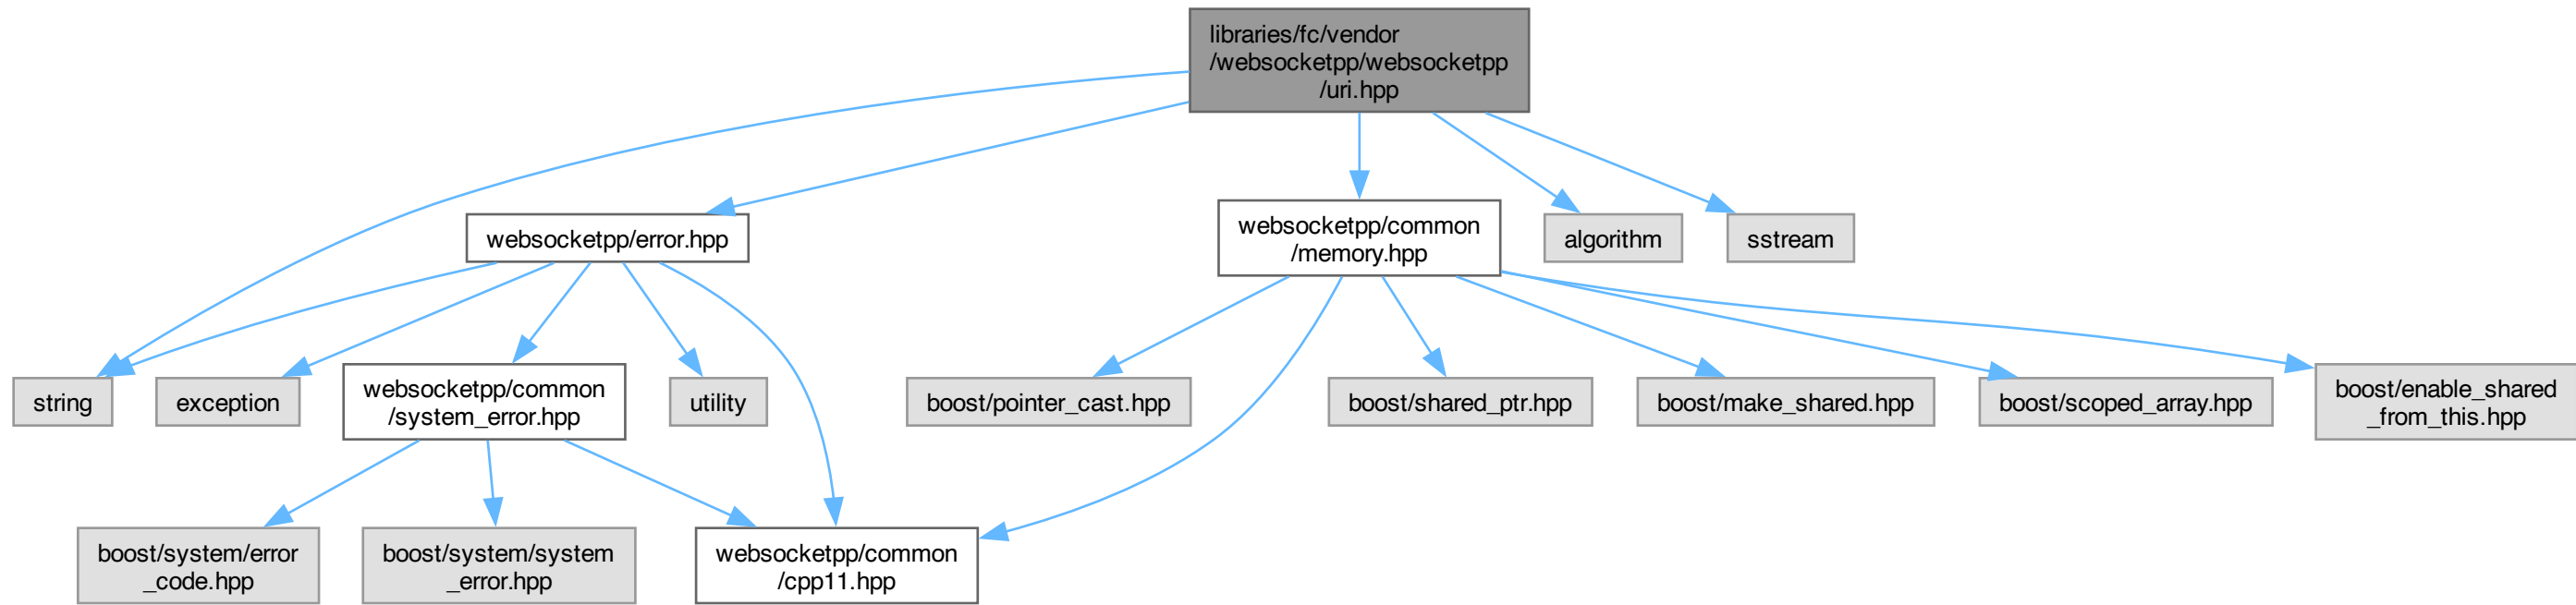 libraries/fc/vendor
/websocketpp/websocketpp
/uri.hpp
websocketpp/error.hpp
websocketpp/common
/memory.hpp
algorithm
sstream
string
exception
websocketpp/common
/system_error.hpp
utility
boost/pointer_cast.hpp
boost/shared_ptr.hpp
boost/make_shared.hpp
boost/scoped_array.hpp
boost/enable_shared
_from_this.hpp
boost/system/error
_code.hpp
boost/system/system
_error.hpp
websocketpp/common
/cpp11.hpp